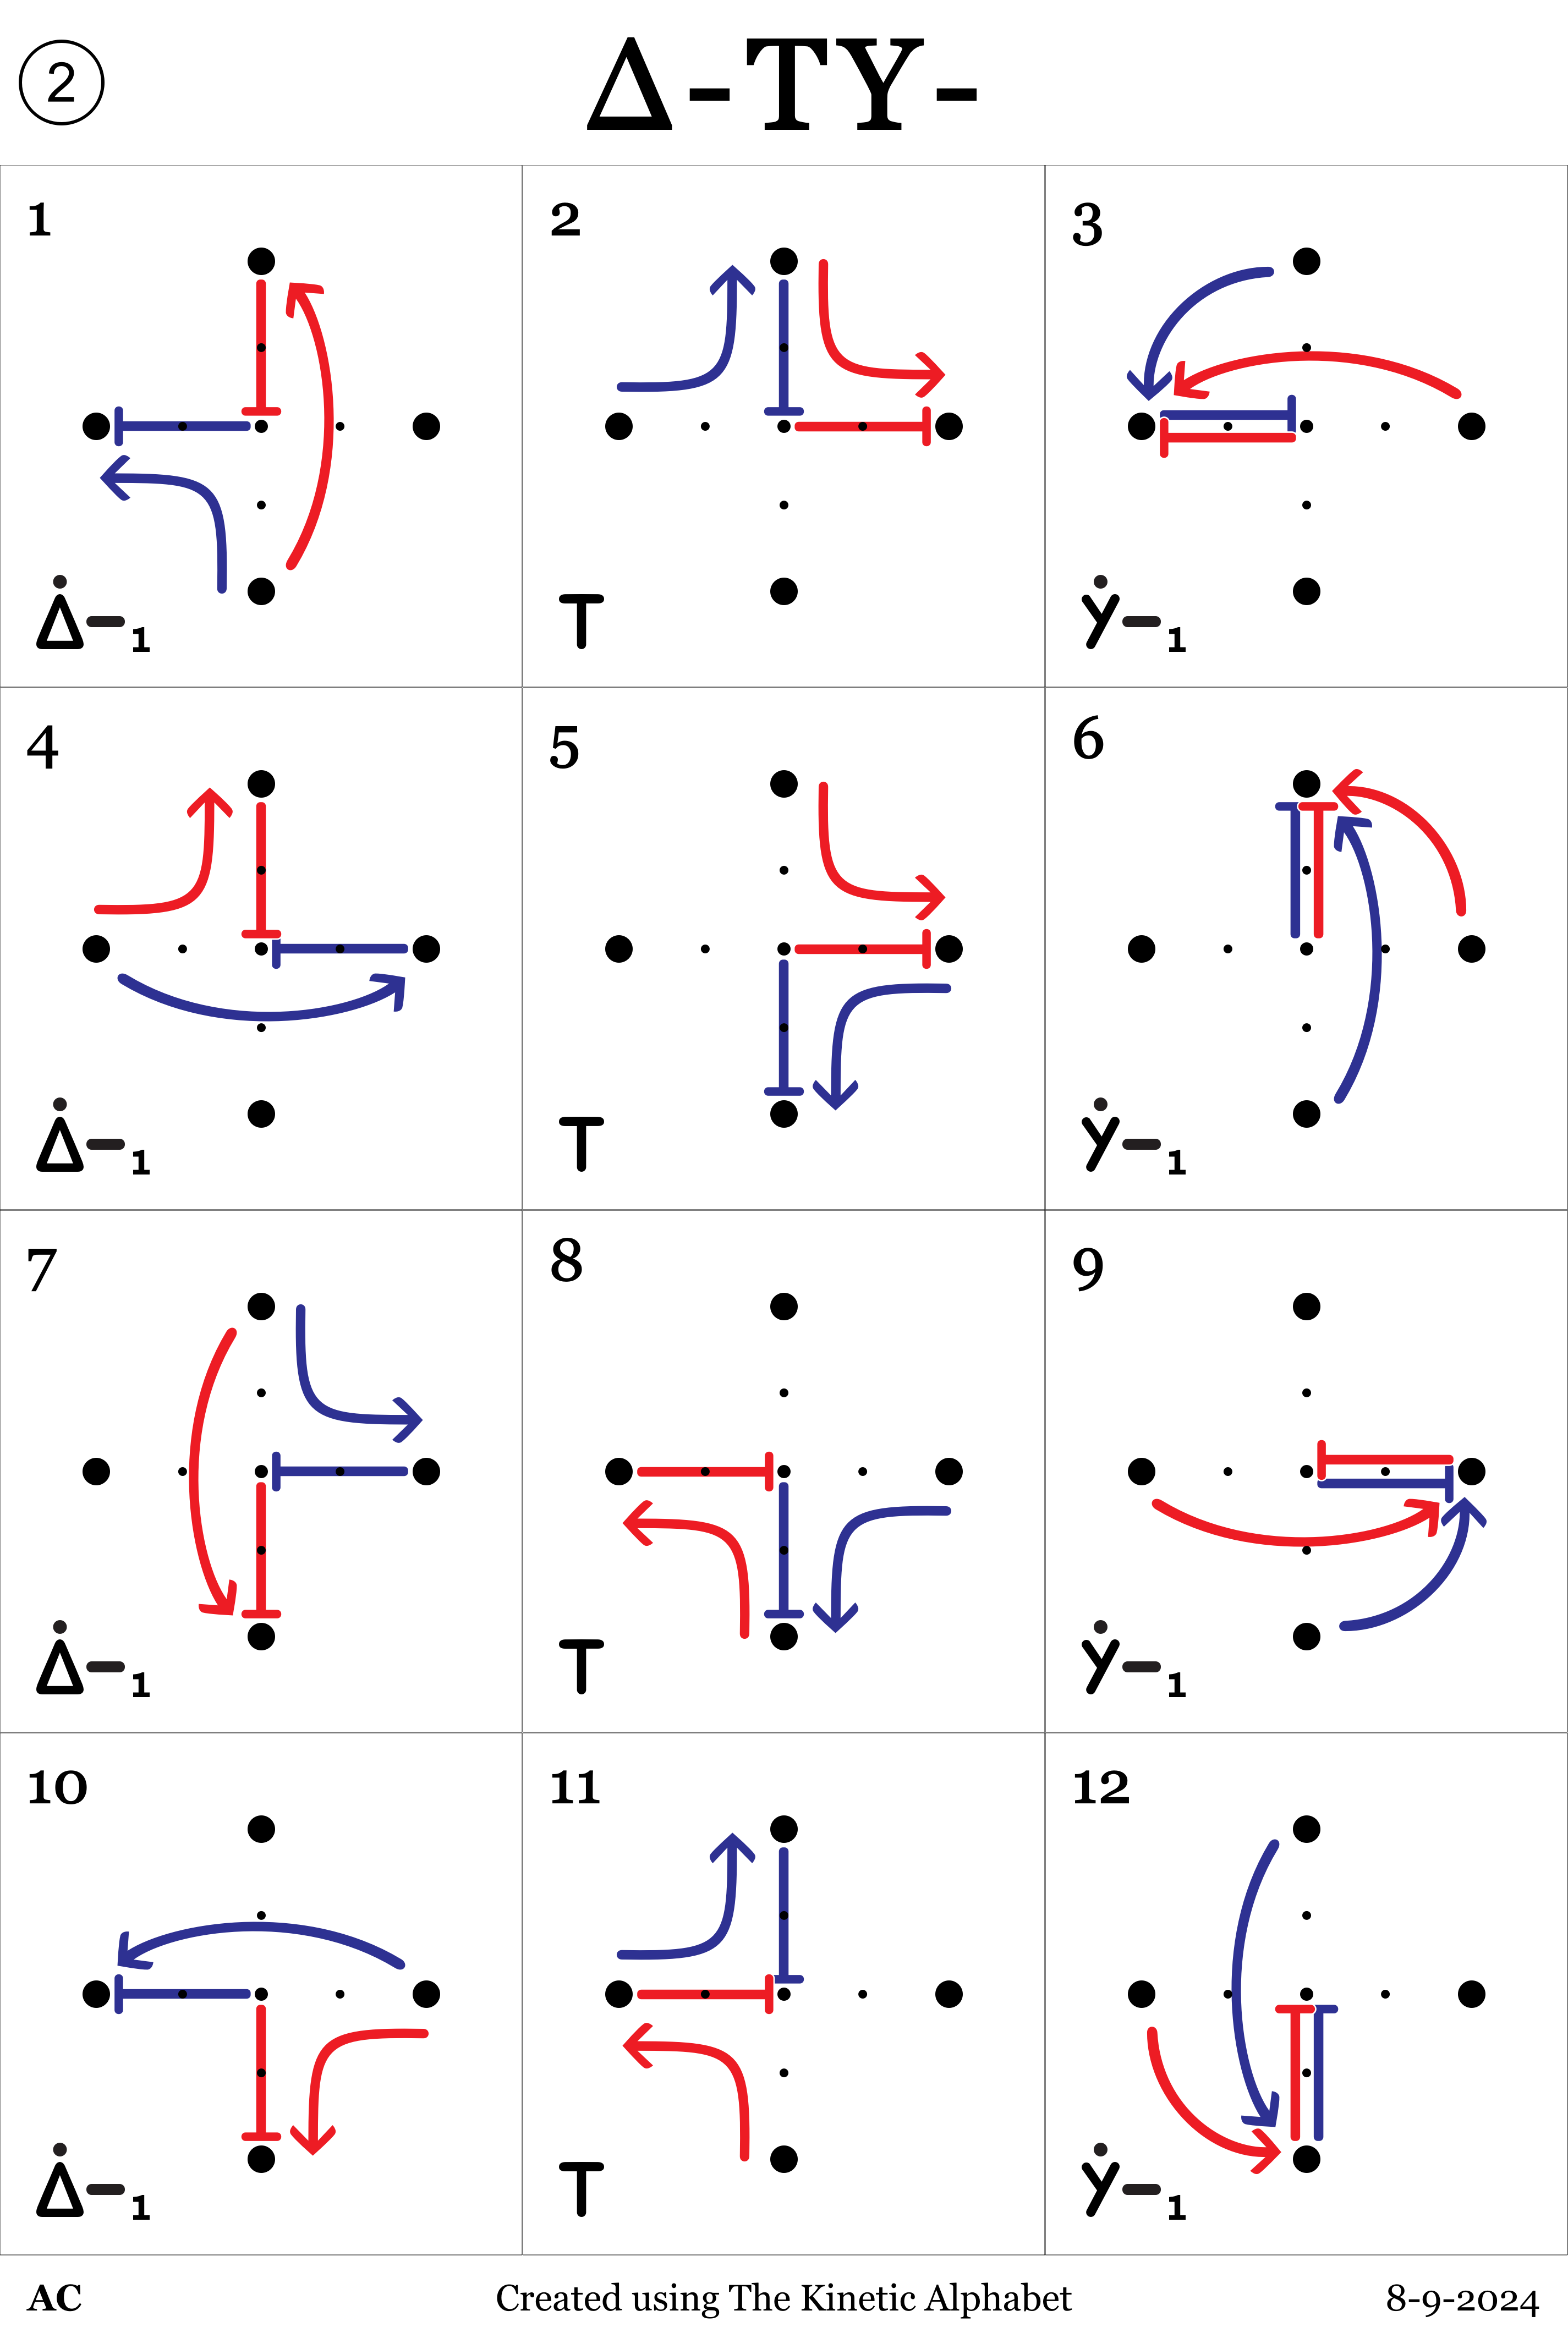 2
Δ-TY-
1
2
3
Δ̇-₁
T
Ẏ-₁
4
5
6
Δ̇-₁
T
Ẏ-₁
7
8
9
Δ̇-₁
T
Ẏ-₁
10
11
12
Δ̇-₁
T
Ẏ-₁
AC
Created using The Kinetic Alphabet
8-9-2024